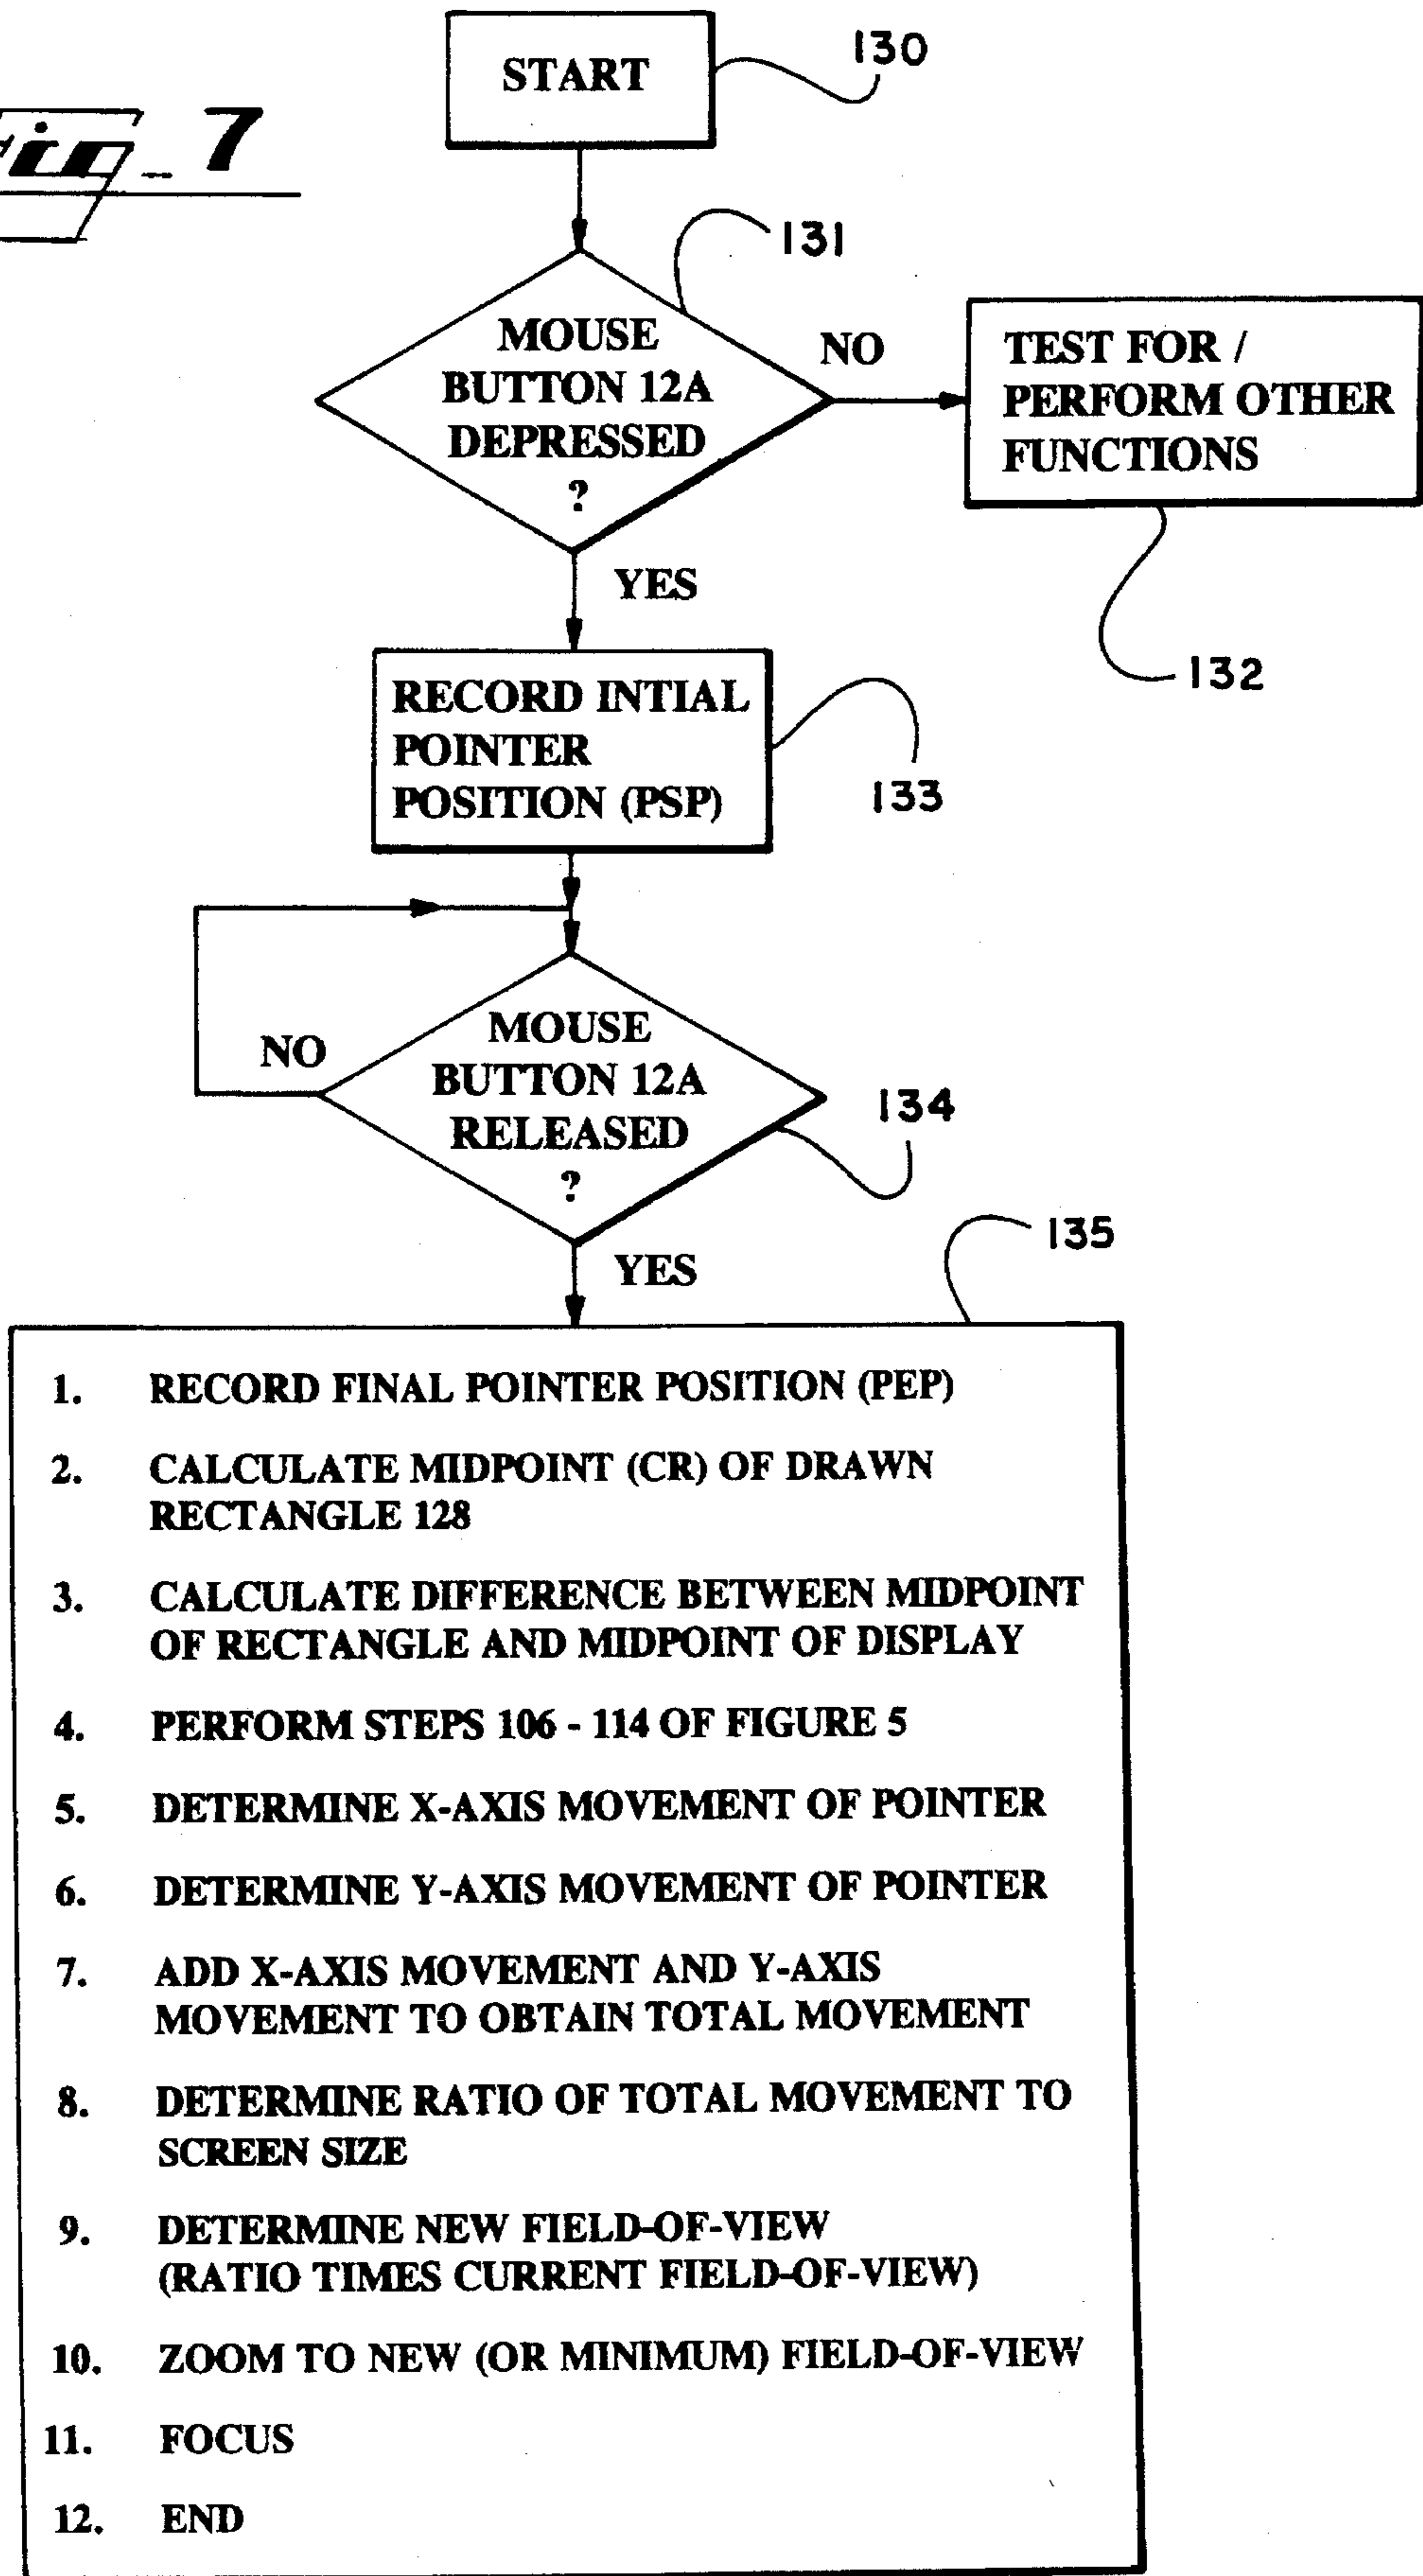 Fig_7
START
130
131
MOUSE
BUTTON 12A
DEPRESSED
?
NO
TEST FOR /
PERFORM OTHER
FUNCTIONS
132
YES
RECORD INTIAL
POINTER
POSITION (PSP)
133
NO
MOUSE
BUTTON 12A
RELEASED
?
134
YES
135
1. RECORD FINAL POINTER POSITION (PEP)
2. CALCULATE MIDPOINT (CR) OF DRAWN
RECTANGLE 128
3. CALCULATE DIFFERENCE BETWEEN MIDPOINT
OF RECTANGLE AND MIDPOINT OF DISPLAY
4. PERFORM STEPS 106 - 114 OF FIGURE 5
5. DETERMINE X-AXIS MOVEMENT OF POINTER
6. DETERMINE Y-AXIS MOVEMENT OF POINTER
7. ADD X-AXIS MOVEMENT AND Y-AXIS
MOVEMENT TO OBTAIN TOTAL MOVEMENT
8. DETERMINE RATIO OF TOTAL MOVEMENT TO
SCREEN SIZE
9. DETERMINE NEW FIELD-OF-VIEW
(RATIO TIMES CURRENT FIELD-OF-VIEW)
10. ZOOM TO NEW (OR MINIMUM) FIELD-OF-VIEW
11. FOCUS
12. END